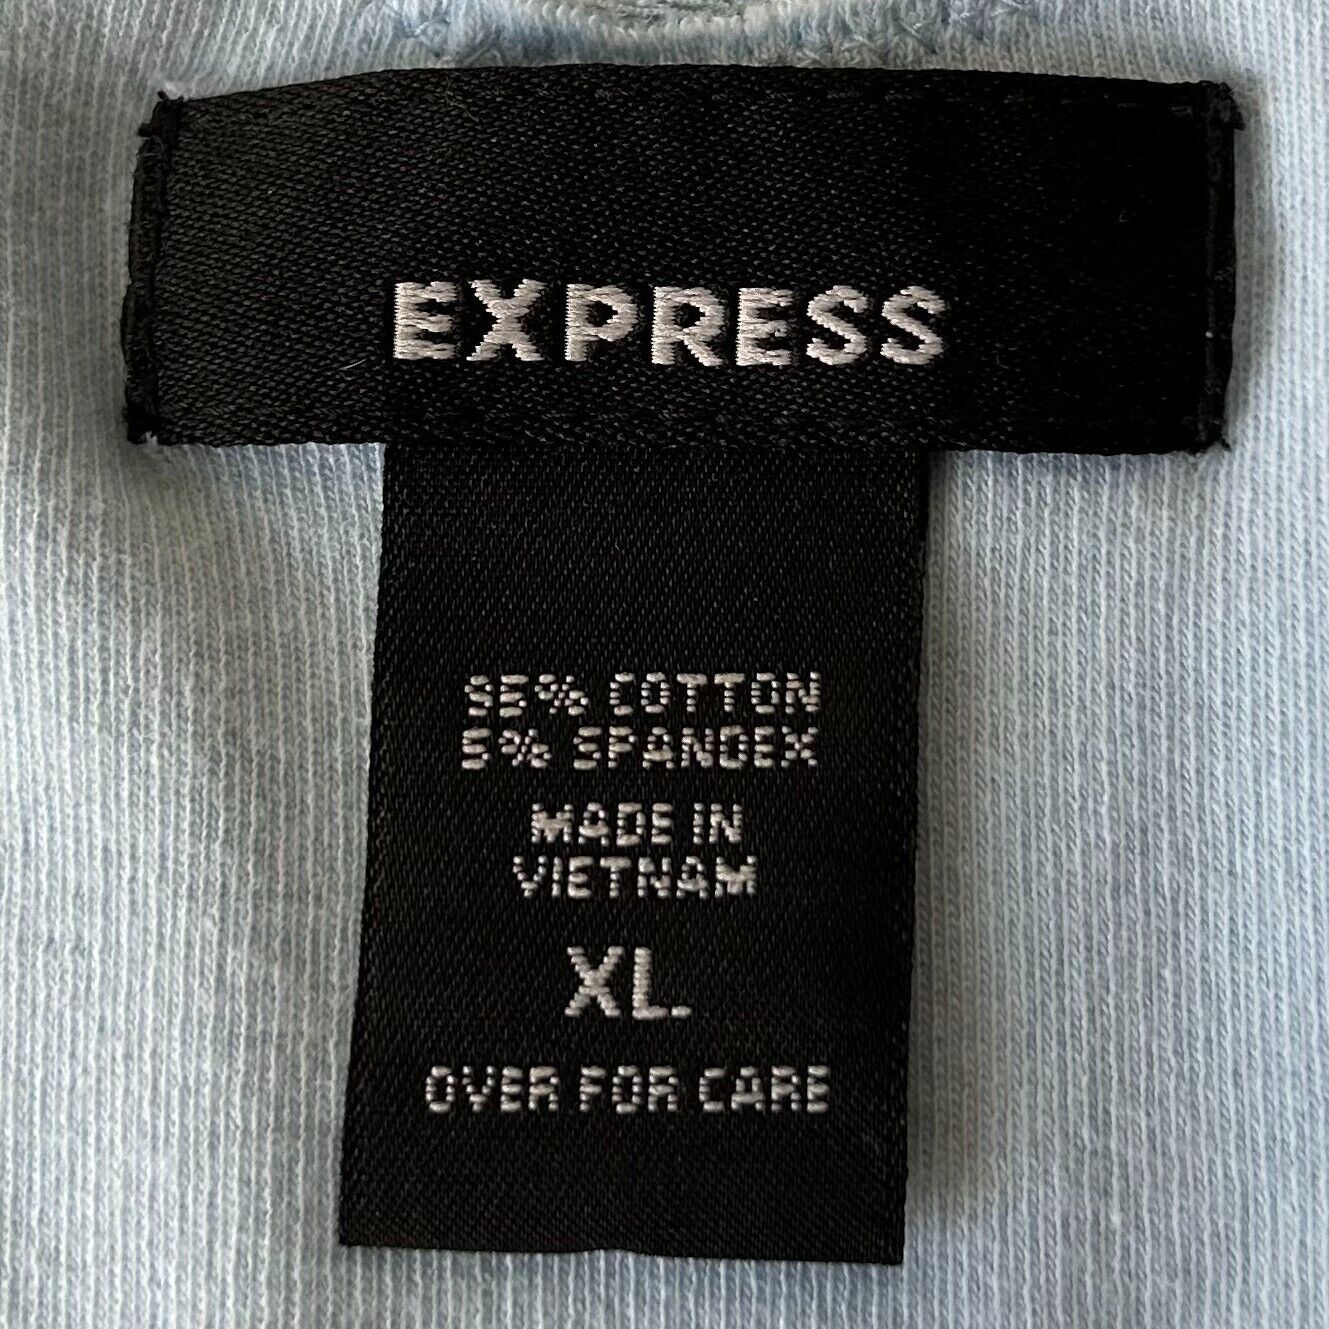 EXPRESS
95% COTTON
5% SPANDEX
MADE IN
VIETNAM
XL
OVER FOR CARE